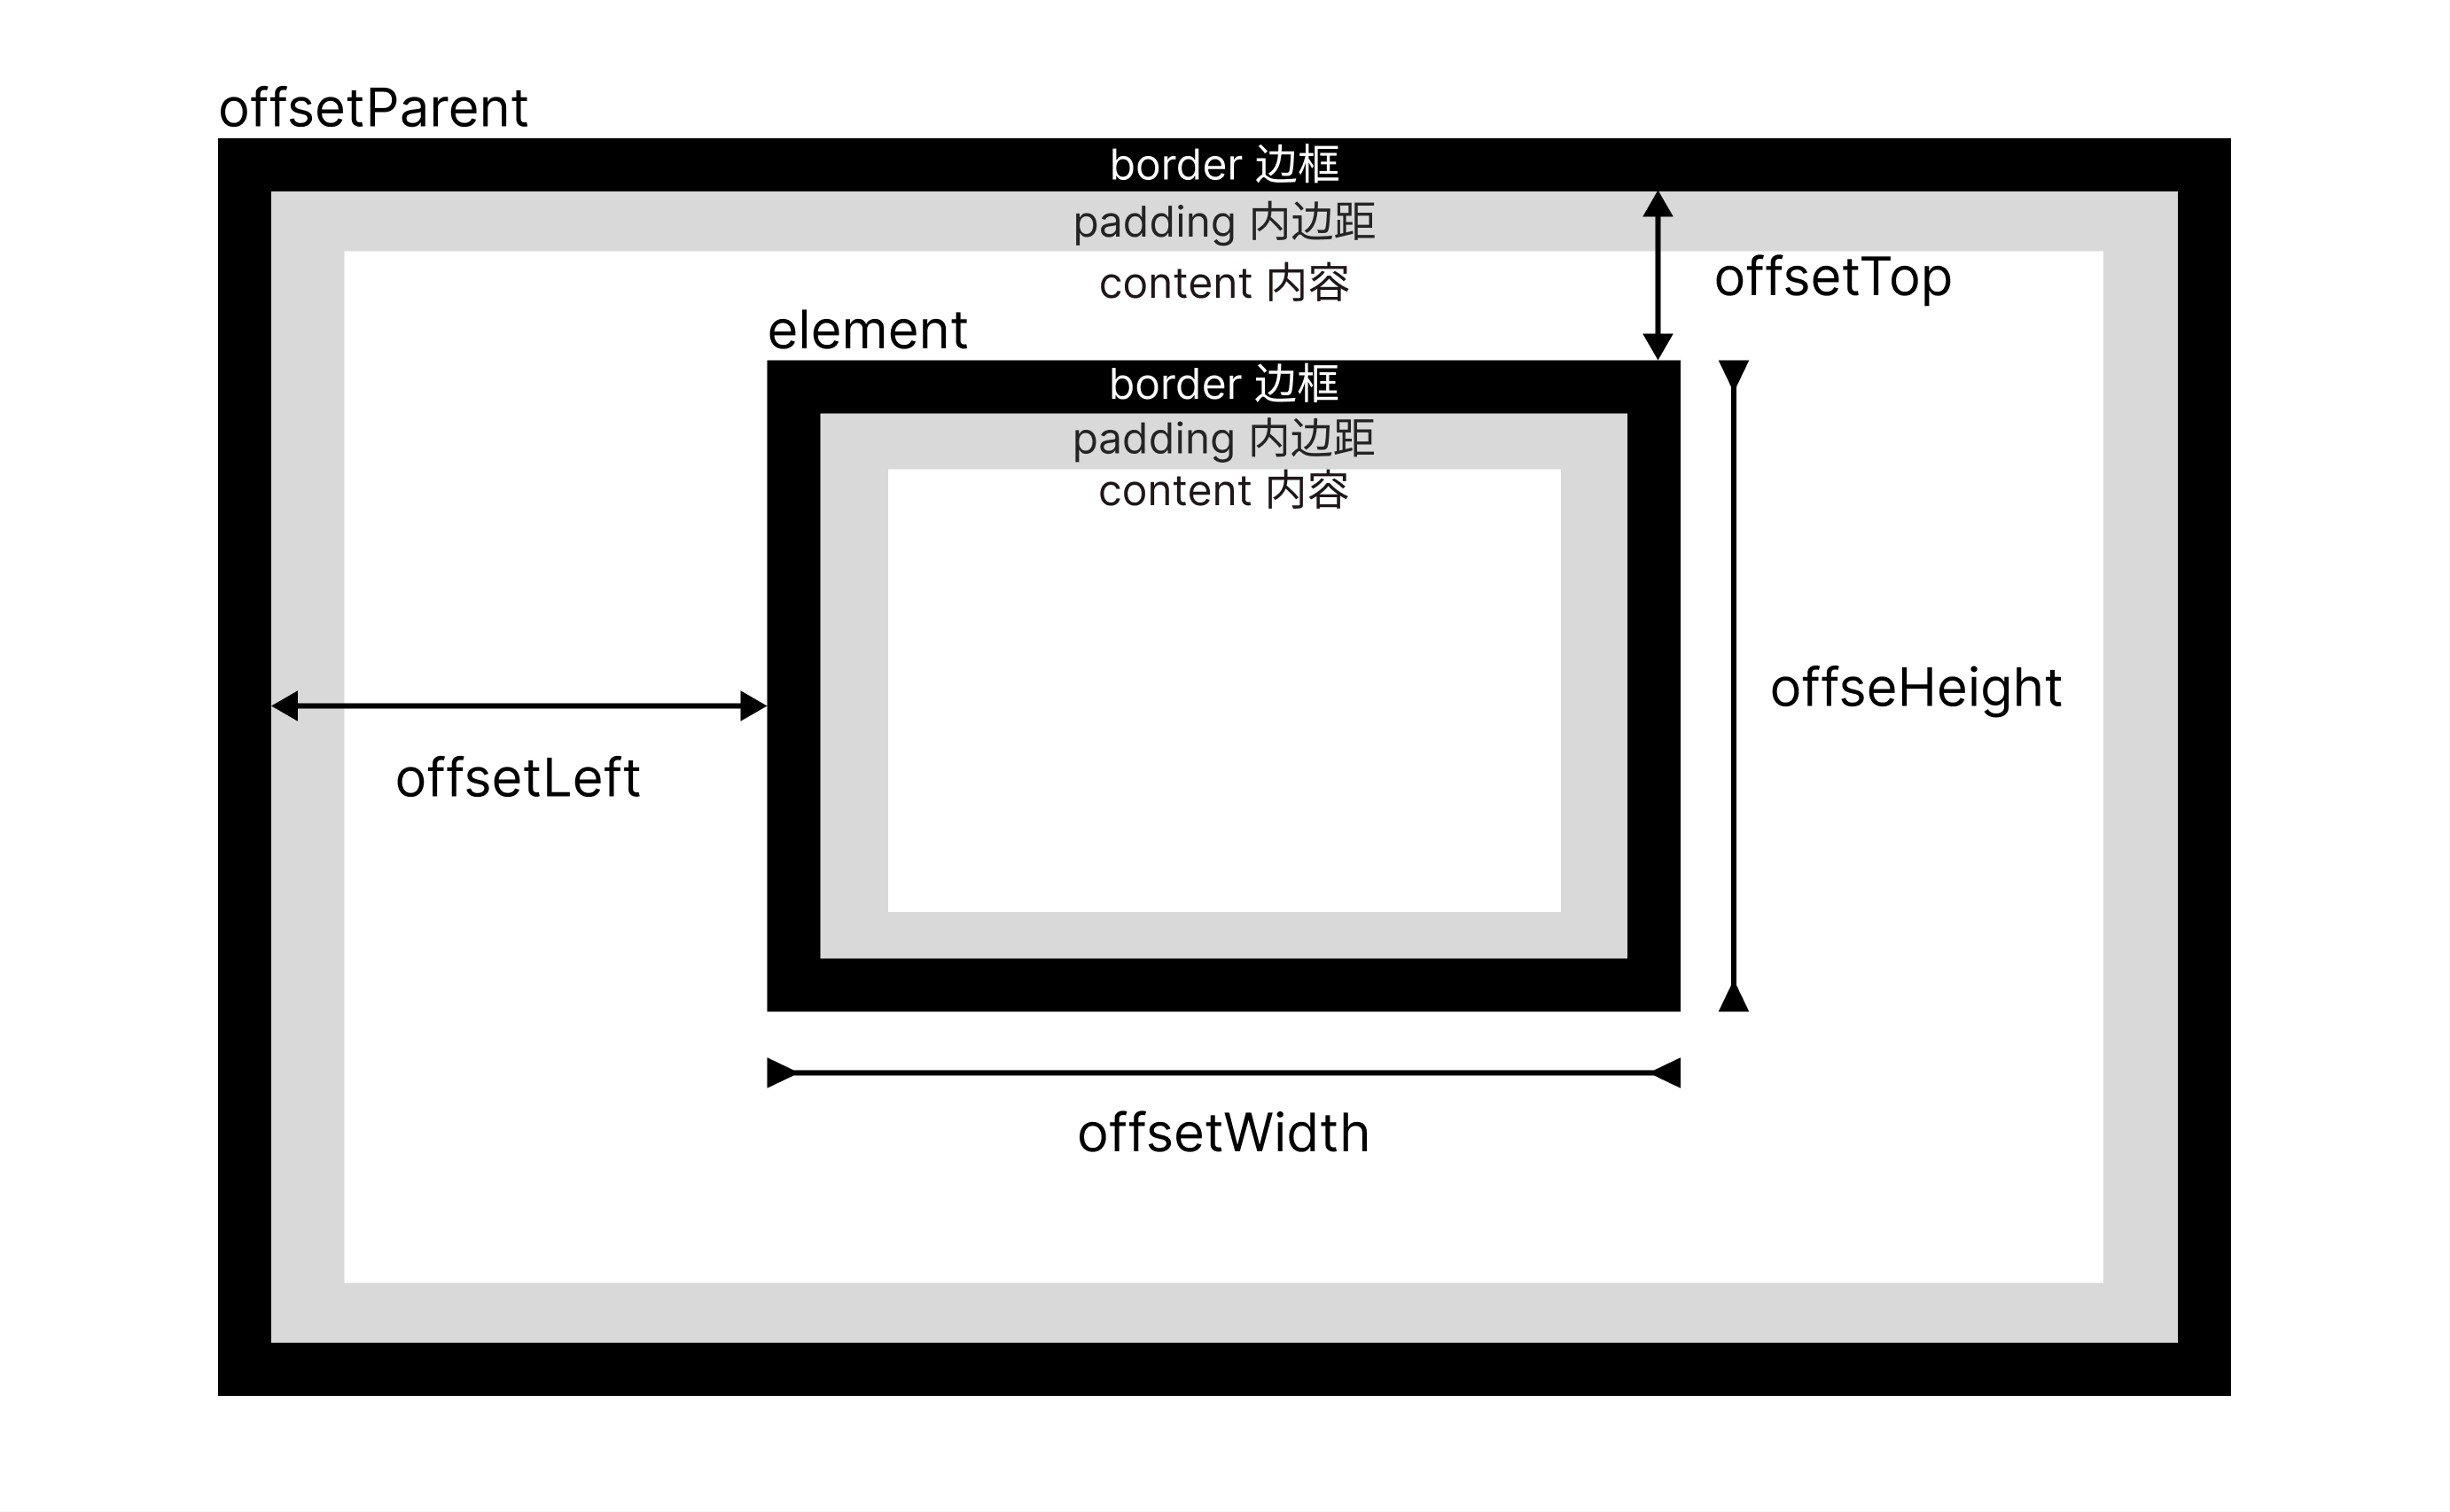 offsetParent
border 边框
padding 内边距
content 内容
offsetTop
element
border 边框
padding 内边距
content 内容
offseHeight
offsetLeft
offsetWidth